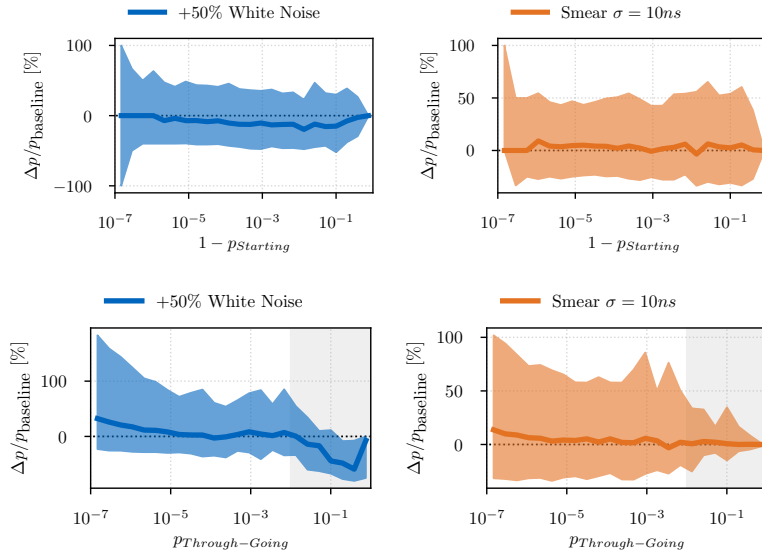 +50% White Noise
Smear σ = 10ns
Δp/p_baseline [%]
100
0
−100
10^−7
10^−5
10^−3
10^−1
1 − p_Starting
Δp/p_baseline [%]
100
50
0
10^−7
10^−5
10^−3
10^−1
1 − p_Starting
+50% White Noise
Smear σ = 10ns
Δp/p_baseline [%]
100
0
10^−7
10^−5
10^−3
10^−1
p_Through−Going
Δp/p_baseline [%]
100
50
0
10^−7
10^−5
10^−3
10^−1
p_Through−Going